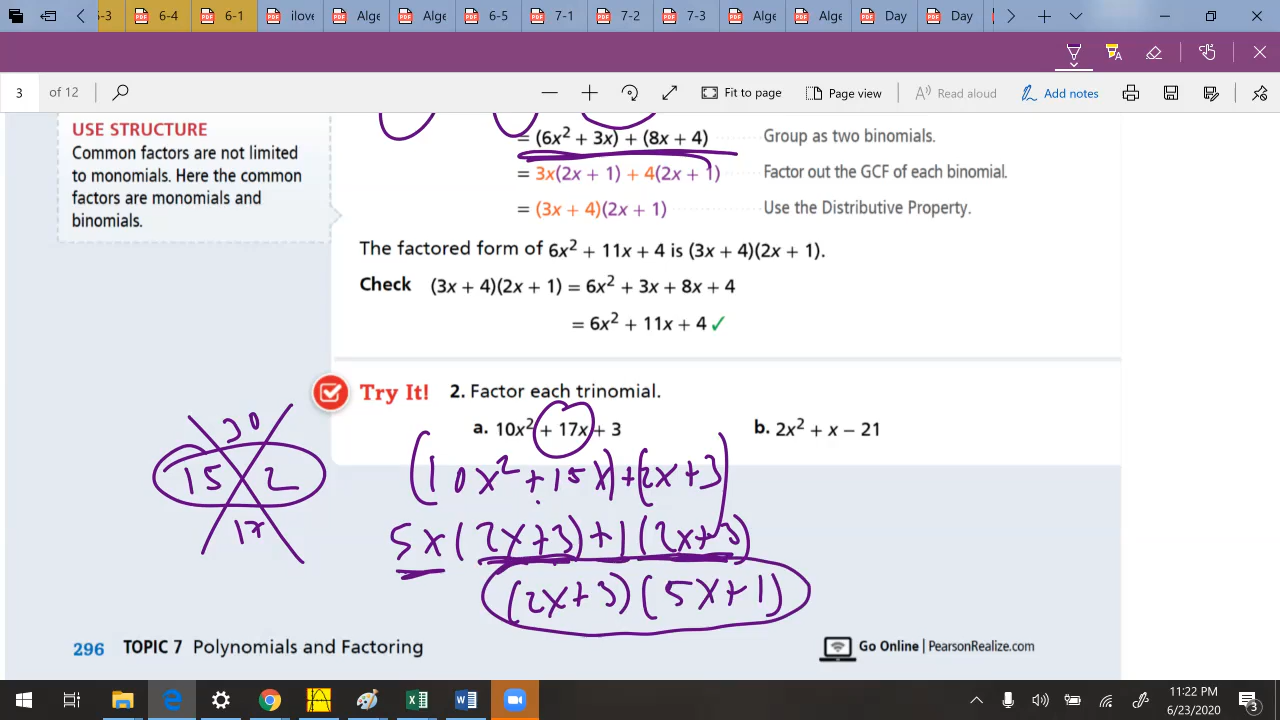 6-3 6-4 6-1 ilove Alge Alge Alge 6-5 7-1 7-2 7-3 Alge Alge Day Day
3 of 12 Fit to page Page view Read aloud Add notes
USE STRUCTURE
Common factors are not limited
to monomials. Here the common
factors are monomials and
binomials.
= (6x² + 3x) + (8x + 4) Group as two binomials.
= 3x(2x + 1) + 4(2x + 1) Factor out the GCF of each binomial.
= (3x + 4)(2x + 1) Use the Distributive Property.
The factored form of 6x² + 11x + 4 is (3x + 4)(2x + 1).
Check (3x + 4)(2x + 1) = 6x² + 3x + 8x + 4
= 6x² + 11x + 4 ✓
Try It! 2. Factor each trinomial.
a. 10x² + 17x + 3 b. 2x² + x − 21
30
15 2
17
(10x² + 15x) + (2x + 3)
5x (2x + 3) + 1 (2x + 3)
(2x + 3) (5x + 1)
296 TOPIC 7 Polynomials and Factoring Go Online | PearsonRealize.com
11:22 PM
6/23/2020
3